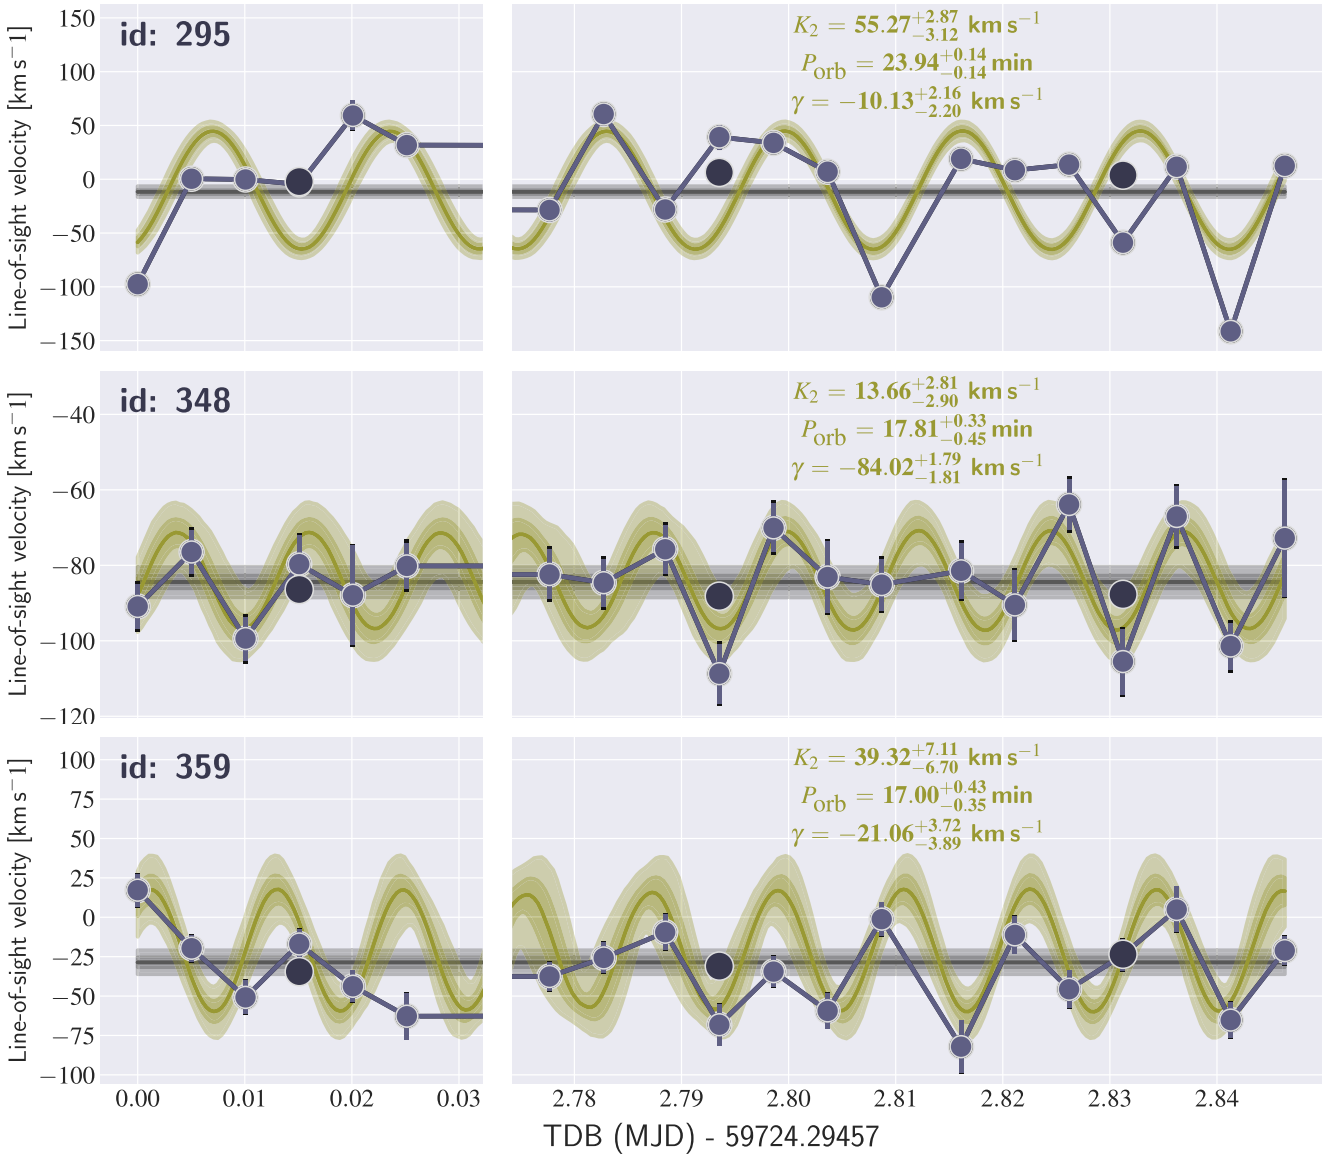 id: 295
K₂ = 55.27 +2.87 −3.12 km s⁻¹
P_orb = 23.94 +0.14 −0.14 min
γ = −10.13 +2.16 −2.20 km s⁻¹
Line-of-sight velocity [km s−1]
150
100
50
0
−50
−100
−150
id: 348
K₂ = 13.66 +2.81 −2.90 km s⁻¹
P_orb = 17.81 +0.33 −0.45 min
γ = −84.02 +1.79 −1.81 km s⁻¹
Line-of-sight velocity [km s−1]
−40
−60
−80
−100
−120
id: 359
K₂ = 39.32 +7.11 −6.70 km s⁻¹
P_orb = 17.00 +0.43 −0.35 min
γ = −21.06 +3.72 −3.89 km s⁻¹
Line-of-sight velocity [km s−1]
100
75
50
25
0
−25
−50
−75
−100
0.00 0.01 0.02 0.03 2.78 2.79 2.80 2.81 2.82 2.83 2.84
TDB (MJD) - 59724.29457